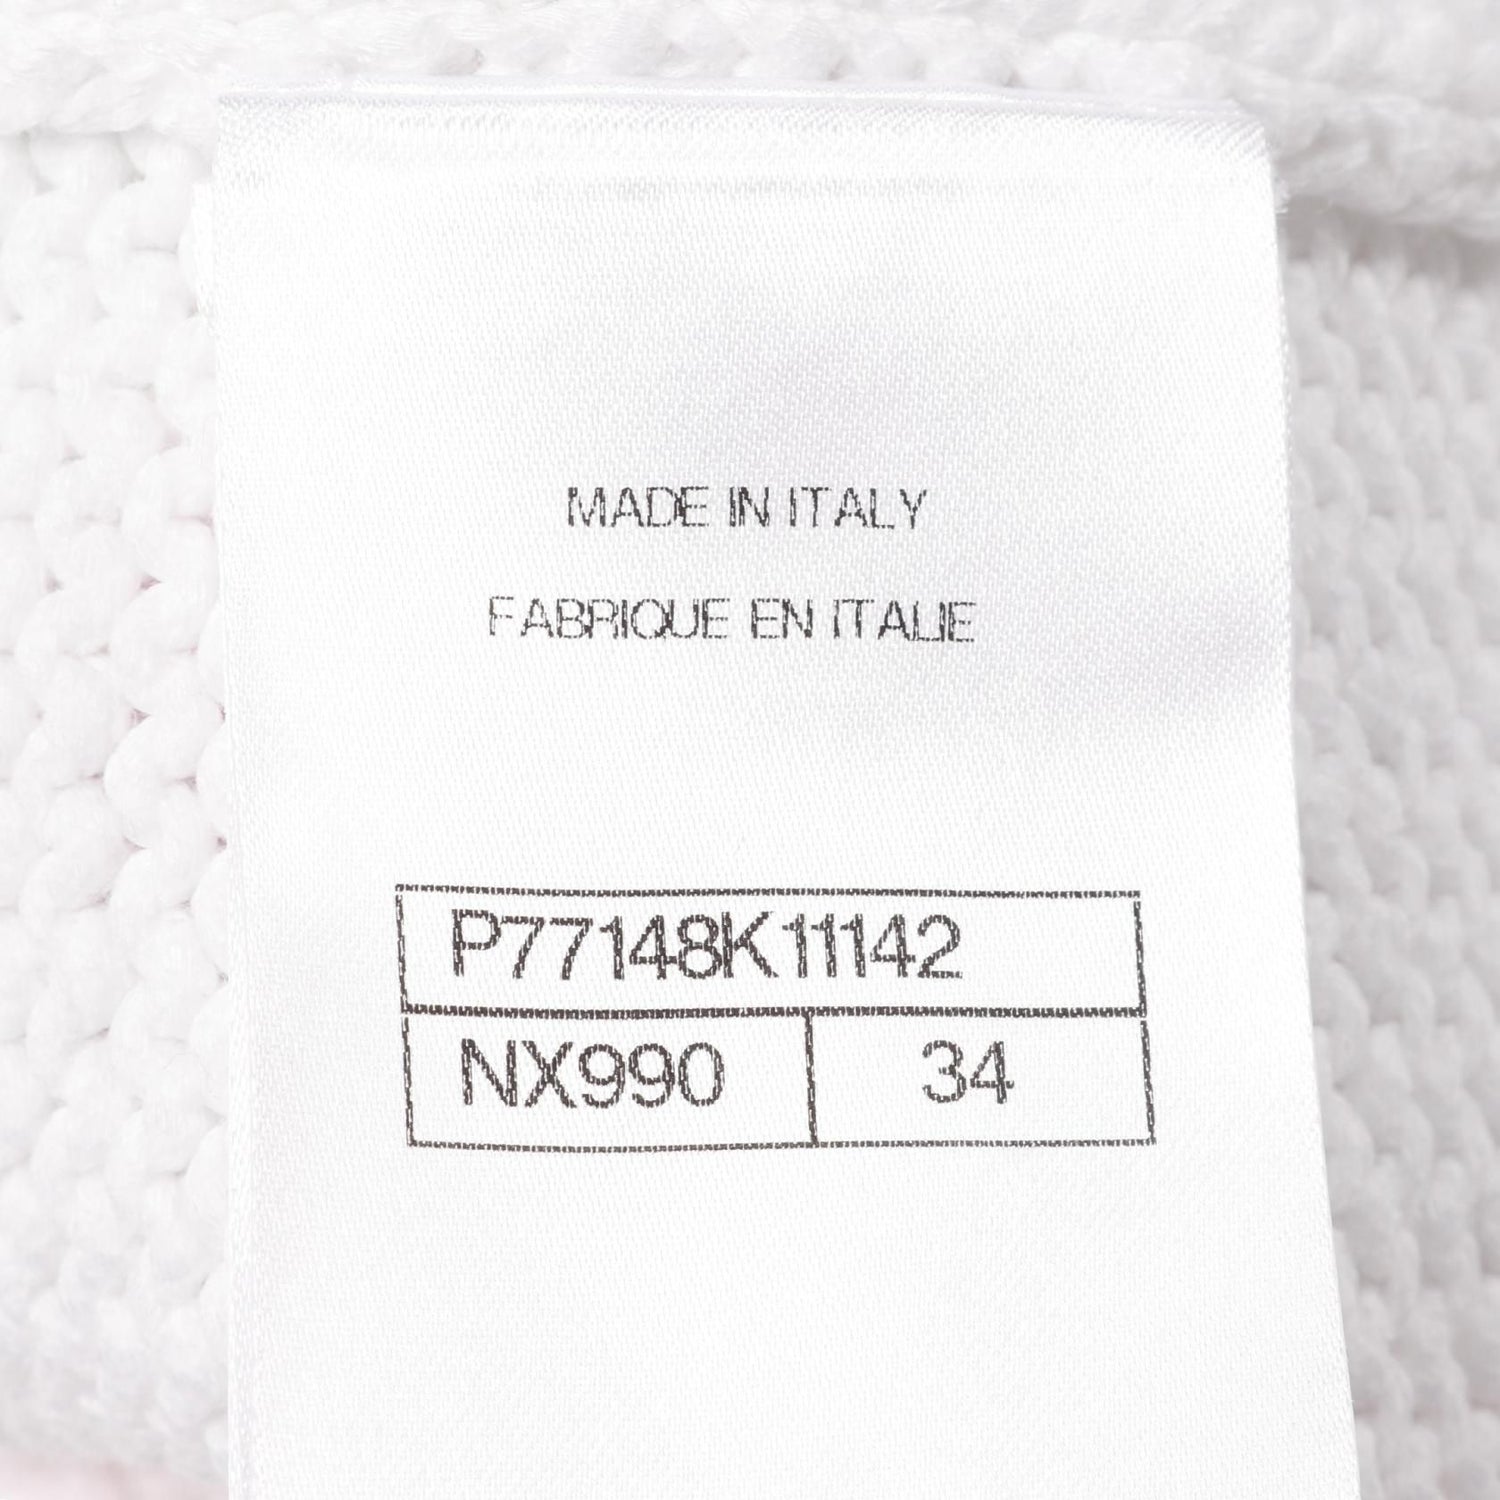 MADE IN ITALY
FABRIQUE EN ITALIE
P77148K11142
NX990
34